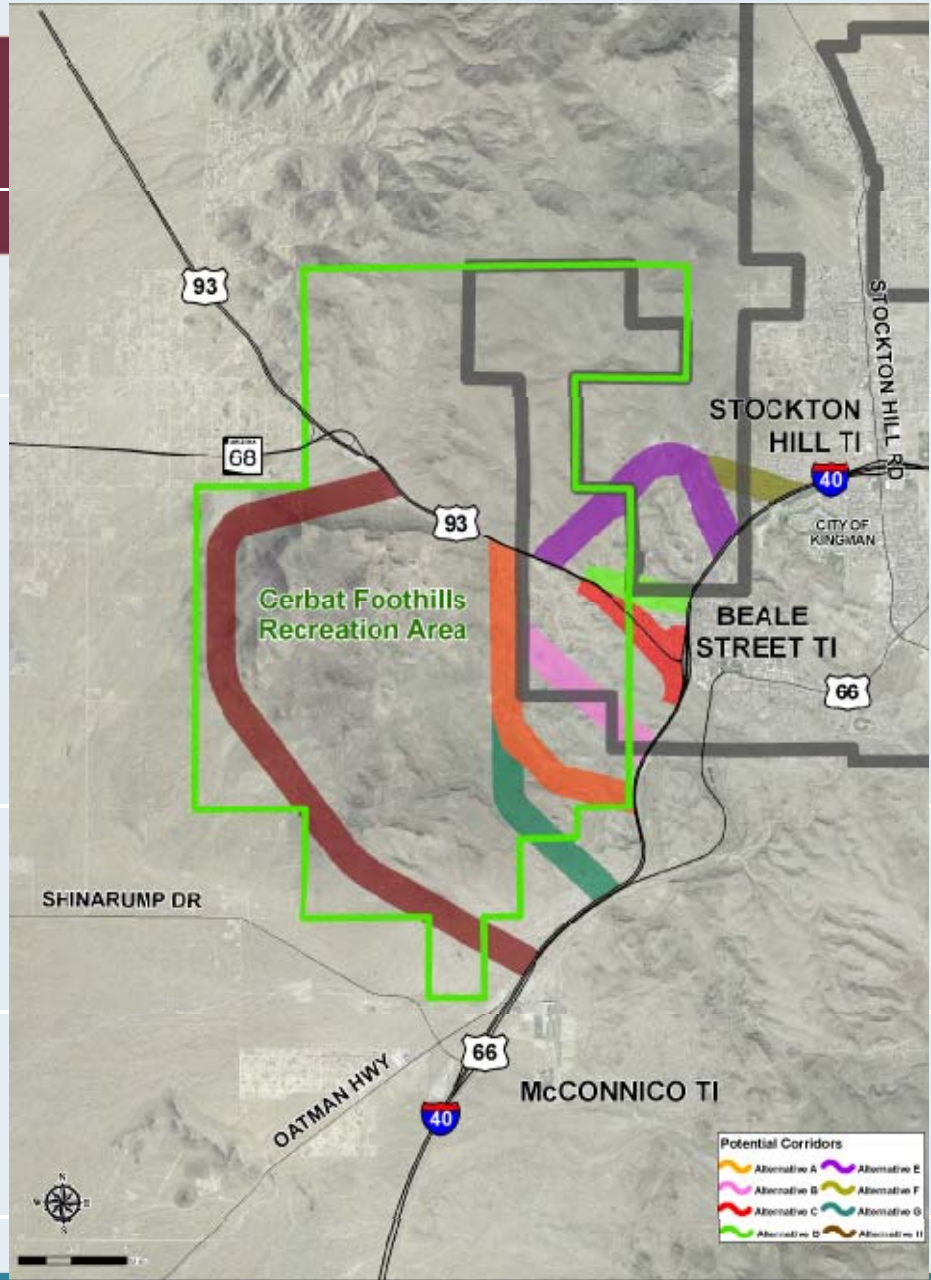 93
STOCKTON HILL RD
STOCKTON
HILL TI
68
40
93
CITY OF
KINGMAN
Cerbat Foothills
Recreation Area
BEALE
STREET TI
66
SHINARUMP DR
66
OATMAN HWY
McCONNICO TI
40
Potential Corridors
Alternative A
Alternative E
Alternative B
Alternative F
Alternative C
Alternative G
Alternative D
Alternative H
N
W
E
S